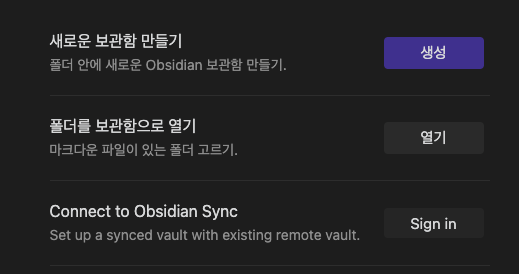 새로운 보관함 만들기
폴더 안에 새로운 Obsidian 보관함 만들기.
생성
폴더를 보관함으로 열기
마크다운 파일이 있는 폴더 고르기.
열기
Connect to Obsidian Sync
Set up a synced vault with existing remote vault.
Sign in